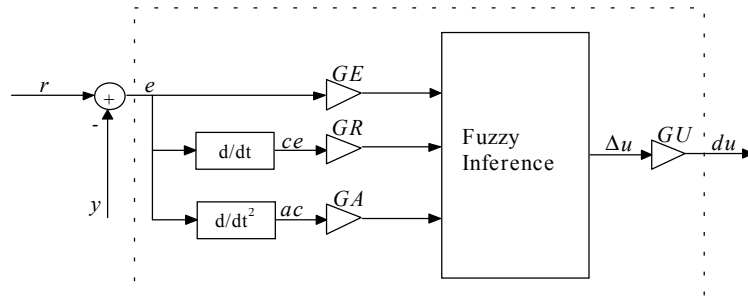 GE
r
e
+
-
GR
d/dt
ce
Fuzzy
Inference
Δu
GU
du
y
GA
d/dt²
ac